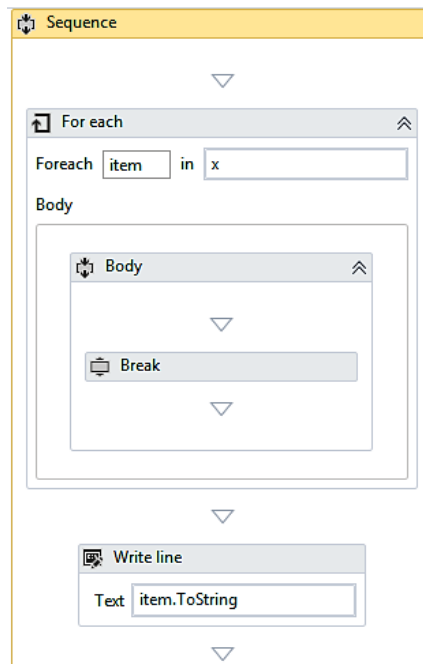 Sequence
For each
Foreach item in x
Body
Body
Break
Write line
Text item.ToString